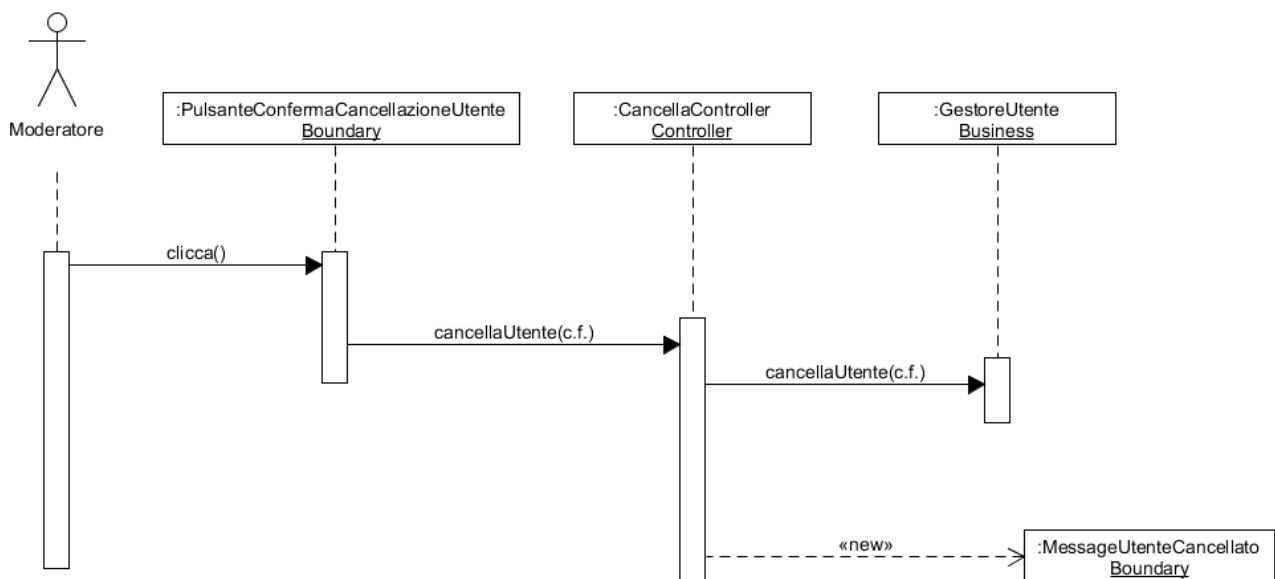 Moderatore
:PulsanteConfermaCancellazioneUtente
Boundary
:CancellaController
Controller
:GestoreUtente
Business
clicca()
cancellaUtente(c.f.)
cancellaUtente(c.f.)
«new»
:MessageUtenteCancellato
Boundary